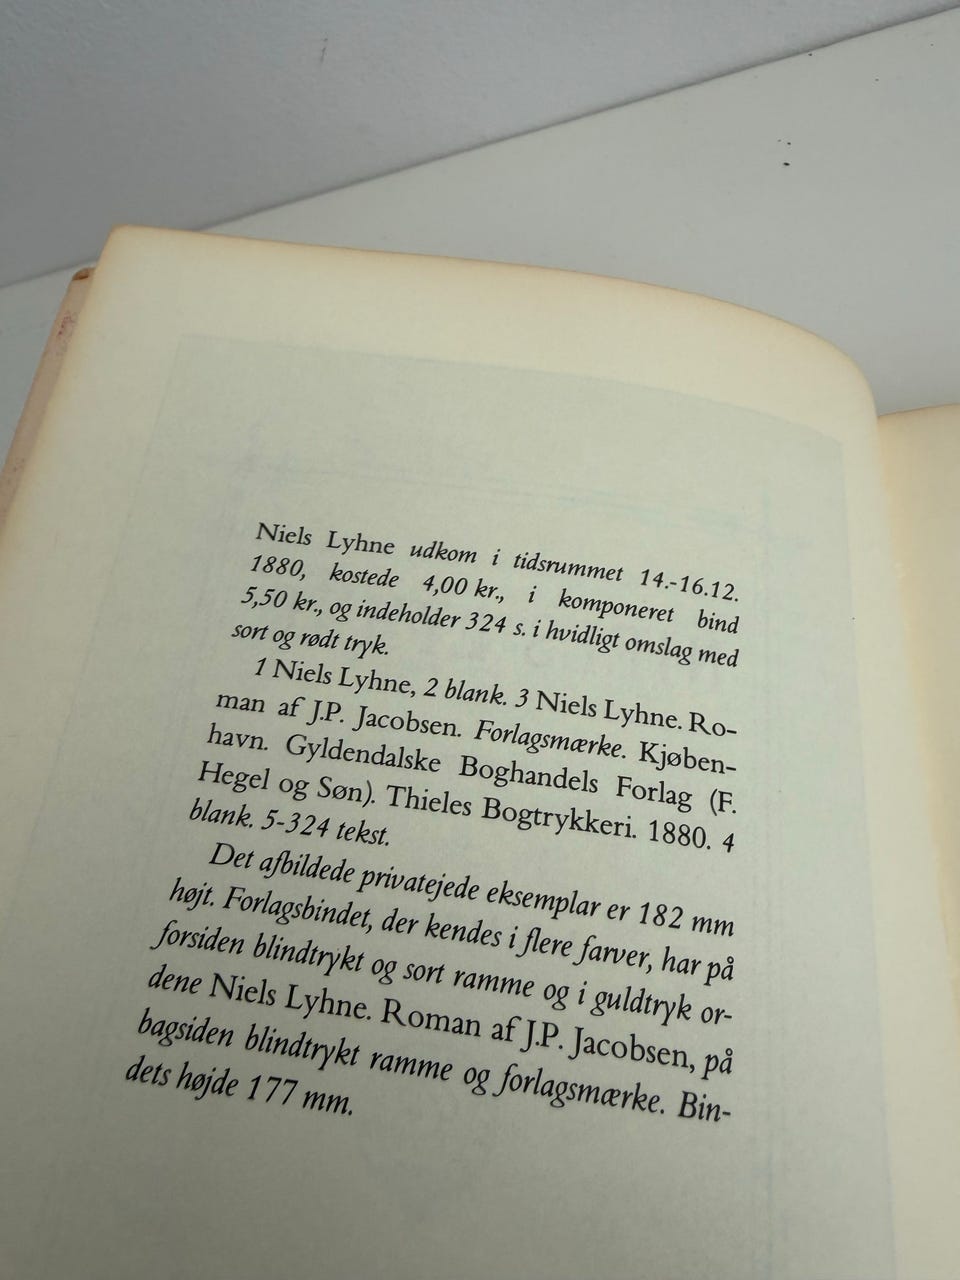 Niels Lyhne udkom i tidsrummet 14.-16.12.
1880, kostede 4,00 kr., i komponeret bind
5,50 kr., og indeholder 324 s. i hvidligt omslag med
sort og rødt tryk.
1 Niels Lyhne, 2 blank. 3 Niels Lyhne. Ro-
man af J.P. Jacobsen. Forlagsmærke. Kjøben-
havn. Gyldendalske Boghandels Forlag (F.
Hegel og Søn). Thieles Bogtrykkeri. 1880. 4
blank. 5-324 tekst.
Det afbildede privatejede eksemplar er 182 mm
højt. Forlagsbindet, der kendes i flere farver, har på
forsiden blindtrykt og sort ramme og i guldtryk or-
dene Niels Lyhne. Roman af J.P. Jacobsen, på
bagsiden blindtrykt ramme og forlagsmærke. Bin-
dets højde 177 mm.